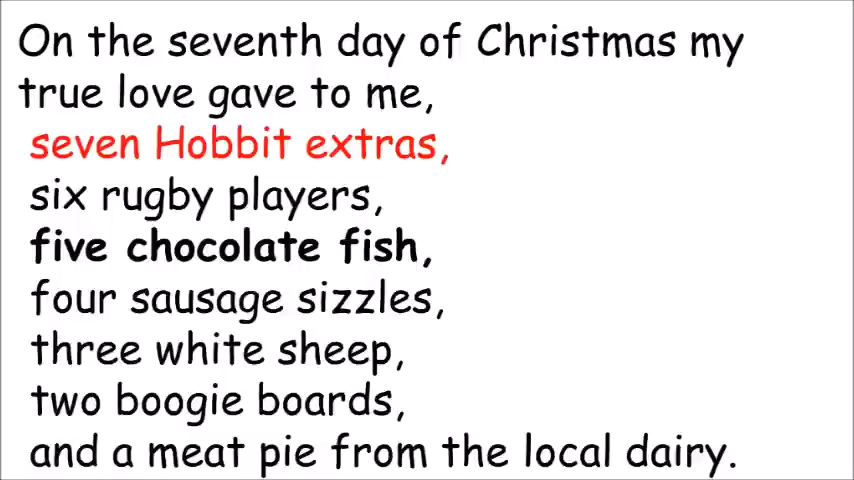 On the seventh day of Christmas my
true love gave to me,
seven Hobbit extras,
six rugby players,
five chocolate fish,
four sausage sizzles,
three white sheep,
two boogie boards,
and a meat pie from the local dairy.